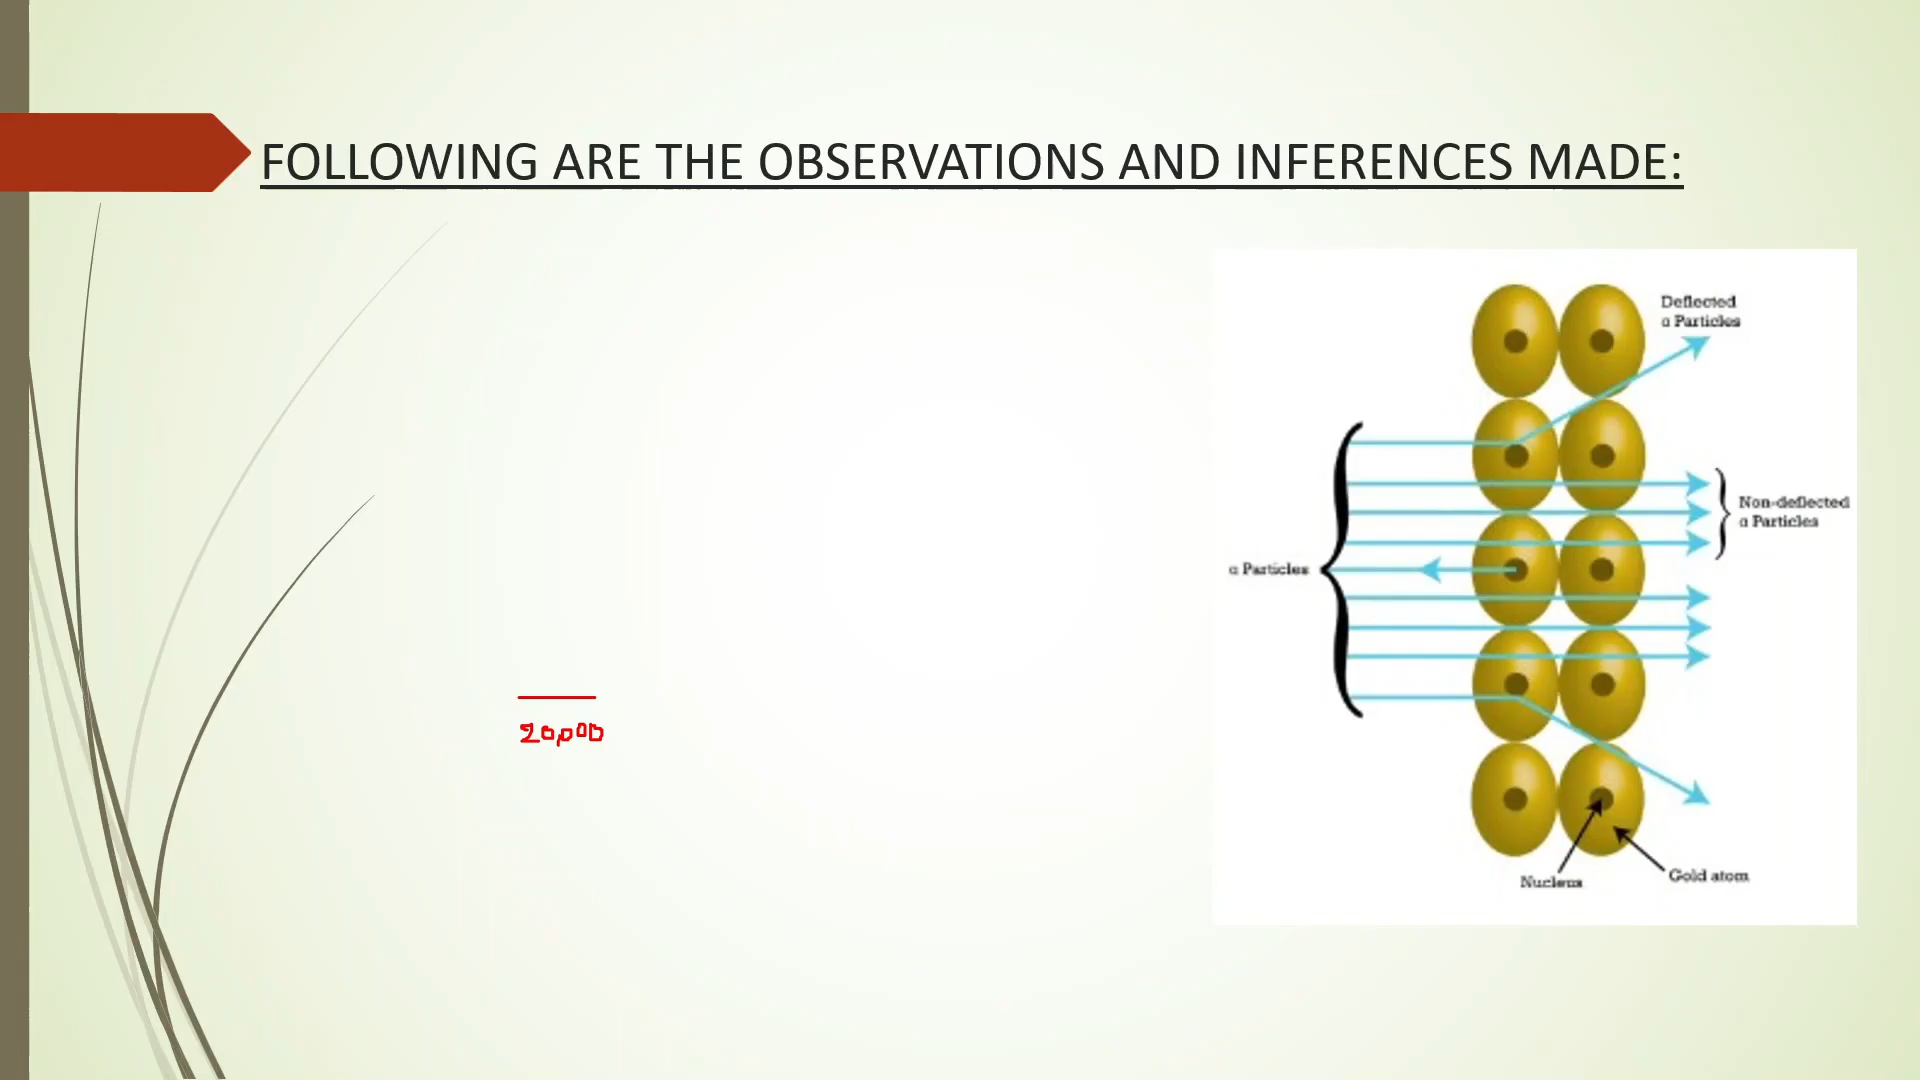 FOLLOWING ARE THE OBSERVATIONS AND INFERENCES MADE:
Deflected
α Particles
Non-deflected
α Particles
α Particles
Nucleus
Gold atom